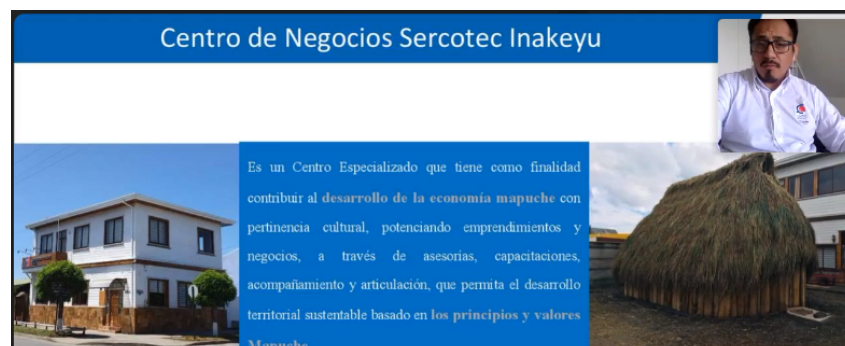 Centro de Negocios Sercotec Inakeyu
Es un Centro Especializado que tiene como finalidad
contribuir al desarrollo de la economía mapuche con
pertinencia cultural, potenciando emprendimientos y
negocios, a través de asesorías, capacitaciones,
acompañamiento y articulación, que permita el desarrollo
territorial sustentable basado en los principios y valores
Mapuche